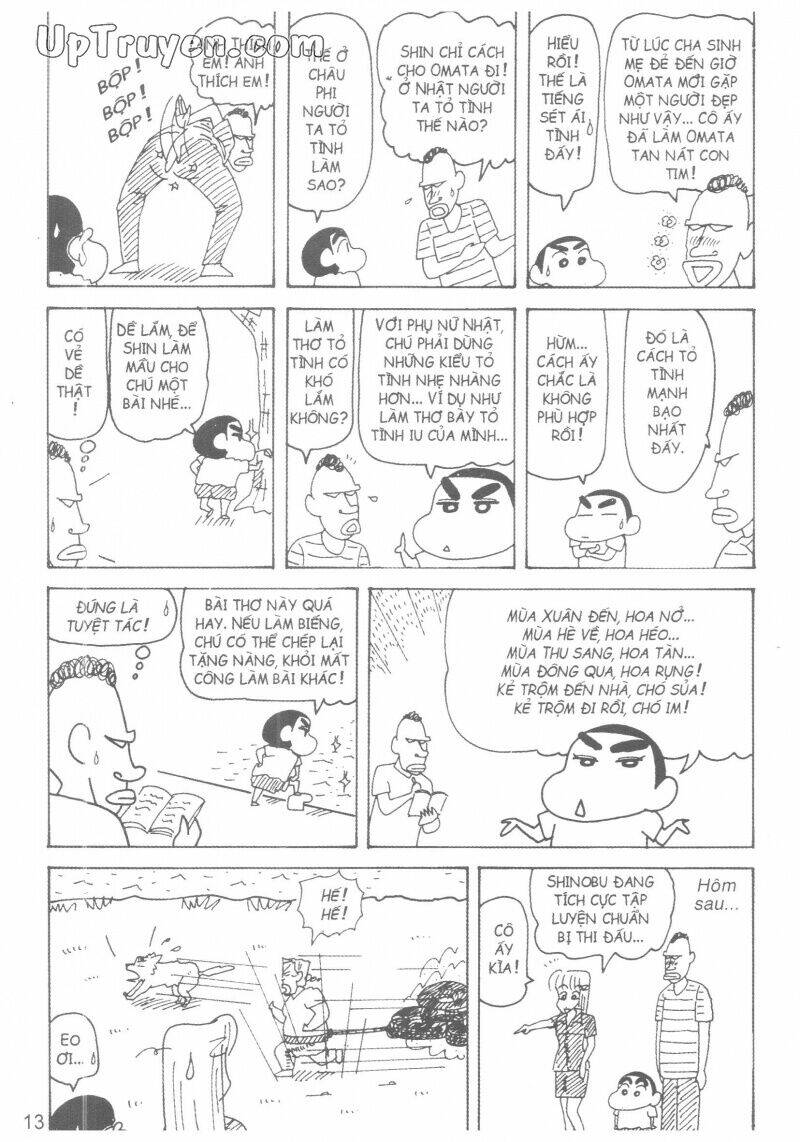 UpTruyen.com
TỪ LÚC CHA SINH
MẸ ĐẺ ĐẾN GIỜ
OMATA MỚI GẶP
MỘT NGƯỜI ĐẸP
NHƯ VẬY... CÔ ẤY
ĐÃ LÀM OMATA
TAN NÁT CON
TIM!
HIỂU
RỒI!
THẾ LÀ
TIẾNG
SÉT ÁI
TÌNH
ĐẤY!
SHIN CHỈ CÁCH
CHO OMATA ĐI!
Ở NHẬT NGƯỜI
TA TỎ TÌNH
THẾ NÀO?
THẾ Ở
CHÂU
PHI
NGƯỜI
TA TỎ
TÌNH
LÀM
SAO?
ANH THÍCH
EM! ANH
THÍCH EM!
BỘP!
BỘP!
BỘP!
ĐÓ LÀ
CÁCH TỎ
TÌNH
MẠNH
BẠO
NHẤT
ĐẤY.
HỪM...
CÁCH ẤY
CHẮC LÀ
KHÔNG
PHÙ HỢP
RỒI!
VỚI PHỤ NỮ NHẬT,
CHÚ PHẢI DÙNG
NHỮNG KIỂU TỎ
TÌNH NHẸ NHÀNG
HƠN... VÍ DỤ NHƯ
LÀM THƠ BÀY TỎ
TÌNH IU CỦA MÌNH...
LÀM
THƠ TỎ
TÌNH CÓ
KHÓ
LẮM
KHÔNG?
DỄ LẮM, ĐỂ
SHIN LÀM
MẪU CHO
CHÚ MỘT
BÀI NHÉ...
CÓ
VẺ
DỄ
THẬT
!
MÙA XUÂN ĐẾN, HOA NỞ...
MÙA HÈ VỀ, HOA HÉO...
MÙA THU SANG, HOA TÀN...
MÙA ĐÔNG QUA, HOA RỤNG!
KẺ TRỘM ĐẾN NHÀ, CHÓ SỦA!
KẺ TRỘM ĐI RỒI, CHÓ IM!
BÀI THƠ NÀY QUÁ
HAY. NẾU LÀM BIẾNG,
CHÚ CÓ THỂ CHÉP LẠI
TẶNG NÀNG, KHỎI MẤT
CÔNG LÀM BÀI KHÁC!
ĐÚNG LÀ
TUYỆT TÁC!
Hôm
sau...
SHINOBU ĐANG
TÍCH CỰC TẬP
LUYỆN CHUẨN
BỊ THI ĐẤU...
CÔ
ẤY
KÌA!
HẾ!
HẾ!
EO
ƠI...
13